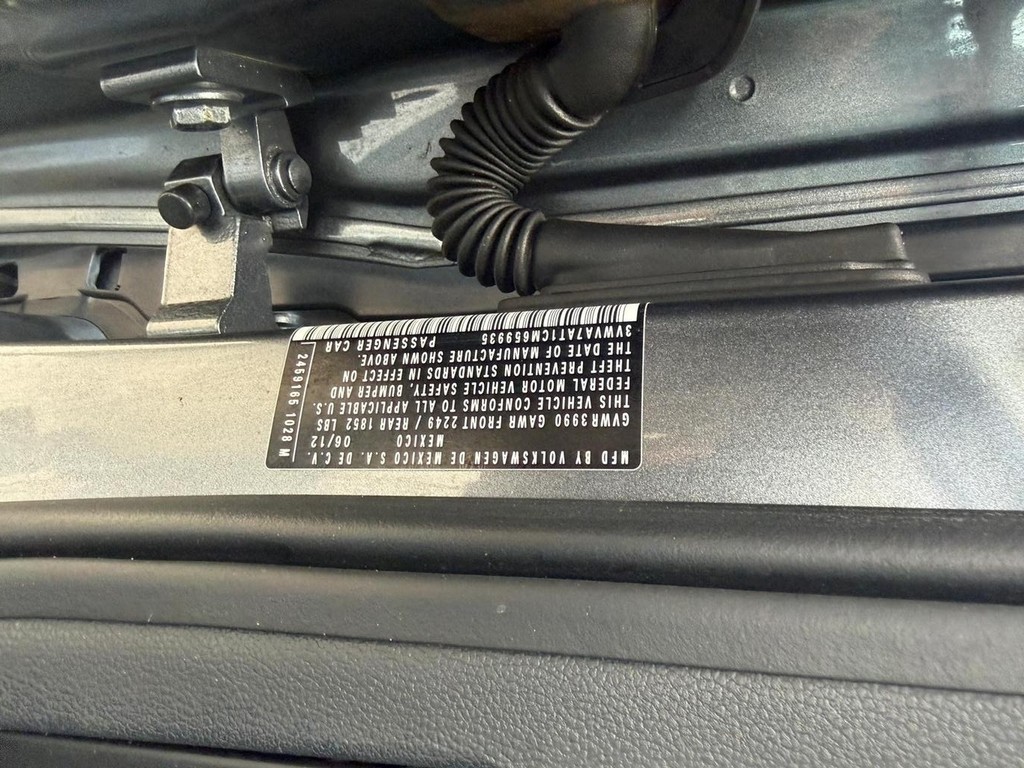 MFD BY VOLKSWAGEN DE MEXICO S.A. DE C.V.
MEXICO 06/12
GVWR 3990 GAWR FRONT 2249 / REAR 1852 LBS
THIS VEHICLE CONFORMS TO ALL APPLICABLE U.S.
FEDERAL MOTOR VEHICLE SAFETY, BUMPER AND
THEFT PREVENTION STANDARDS IN EFFECT ON
THE DATE OF MANUFACTURE SHOWN ABOVE.
3VWVA7AT1CM659935 PASSENGER CAR
2459165 1028 M